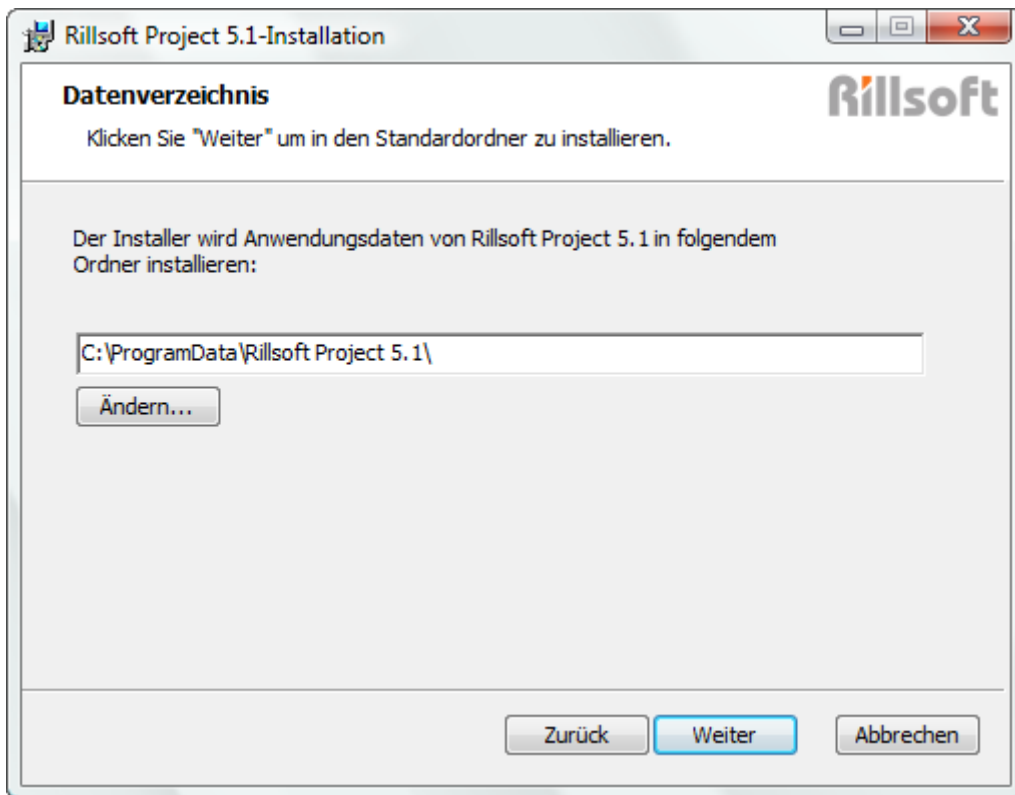 Rillsoft Project 5.1-Installation
Datenverzeichnis
Rillsoft
Klicken Sie "Weiter" um in den Standardordner zu installieren.
Der Installer wird Anwendungsdaten von Rillsoft Project 5.1 in folgendem
Ordner installieren:
C:\ProgramData\Rillsoft Project 5.1\
Ändern...
Zurück
Weiter
Abbrechen